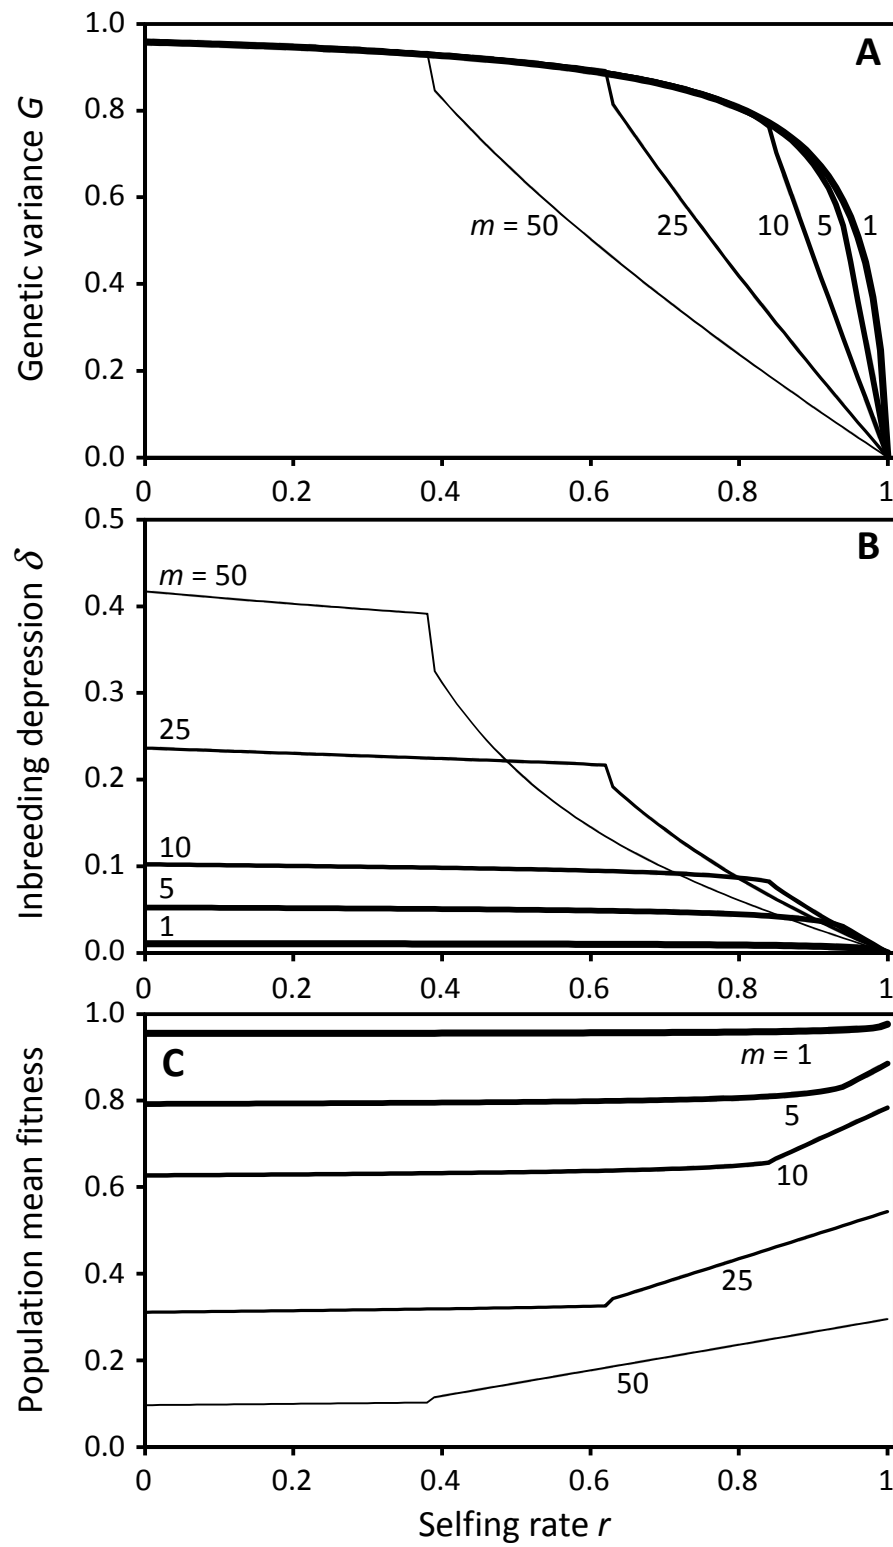 A
Genetic variance G
1.0
0.8
0.6
0.4
0.2
0.0
m = 50
25
10
5
1
0 0.2 0.4 0.6 0.8 1
B
Inbreeding depression δ
0.5
0.4
0.3
0.2
0.1
0.0
m = 50
25
10
5
1
0 0.2 0.4 0.6 0.8 1
C
Population mean fitness
1.0
0.8
0.6
0.4
0.2
0.0
m = 1
5
10
25
50
0 0.2 0.4 0.6 0.8 1
Selfing rate r